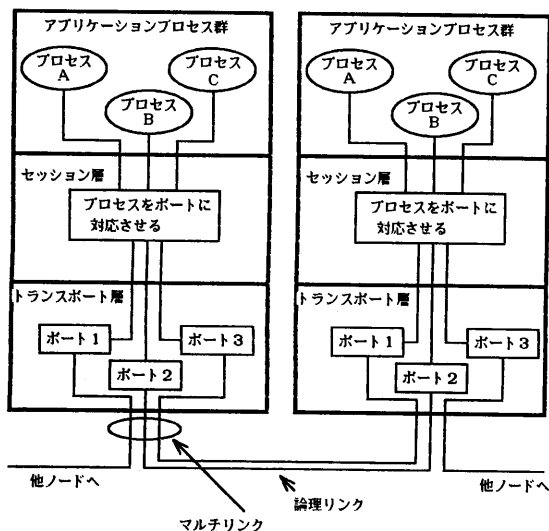 アプリケーションプロセス群
プロセス
A
プロセス
C
プロセス
B
セッション層
プロセスをポートに
対応させる
トランスポート層
ポート1
ポート3
ポート2
アプリケーションプロセス群
プロセス
A
プロセス
C
プロセス
B
セッション層
プロセスをポートに
対応させる
トランスポート層
ポート1
ポート3
ポート2
他ノードへ
論理リンク
他ノードへ
マルチリンク